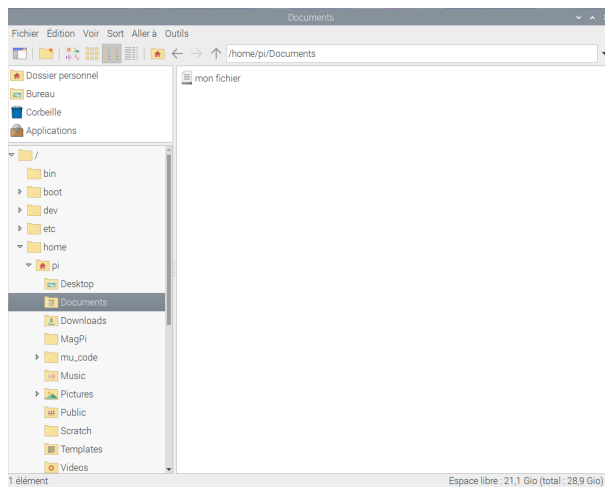 Documents
Fichier Édition Voir Sort Aller à Outils
/home/pi/Documents
Dossier personnel
Bureau
Corbeille
Applications
mon fichier
/
bin
boot
dev
etc
home
pi
Desktop
Documents
Downloads
MagPi
mu_code
Music
Pictures
Public
Scratch
Templates
Videos
1 élément
Espace libre : 21,1 Gio (total : 28,9 Gio)